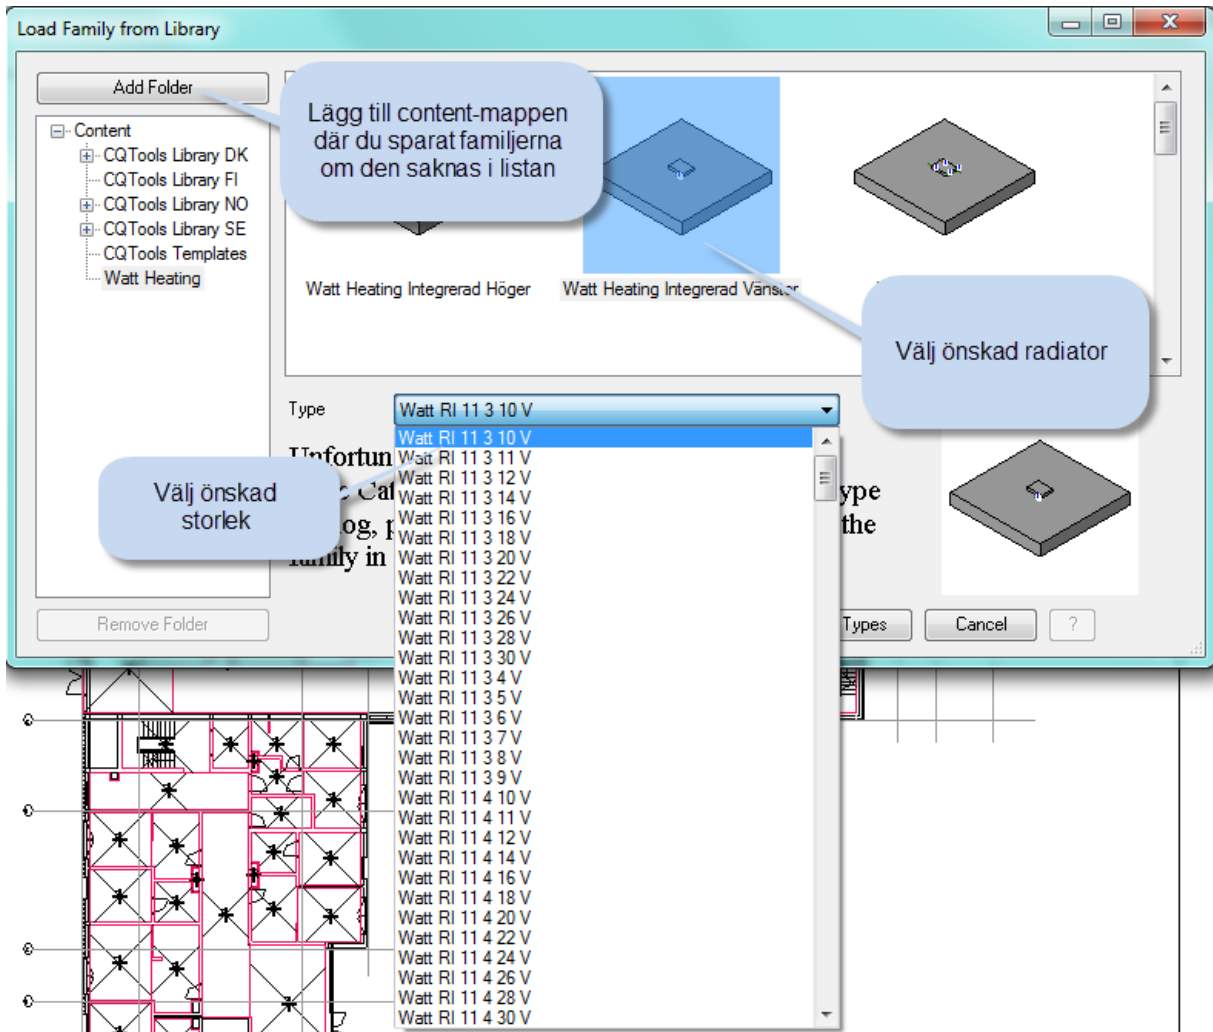 Load Family from Library
Add Folder
Content
CQTools Library DK
CQTools Library FI
CQTools Library NO
CQTools Library SE
CQTools Templates
Watt Heating
Remove Folder
Lägg till content-mappen
där du sparat familjerna
om den saknas i listan
Watt Heating Integrerad Höger
Watt Heating Integrerad Vänster
Välj önskad radiator
Type
Watt RI 11 3 10 V
Watt RI 11 3 10 V
Watt RI 11 3 11 V
Watt RI 11 3 12 V
Watt RI 11 3 14 V
Watt RI 11 3 16 V
Watt RI 11 3 18 V
Watt RI 11 3 20 V
Watt RI 11 3 22 V
Watt RI 11 3 24 V
Watt RI 11 3 26 V
Watt RI 11 3 28 V
Watt RI 11 3 30 V
Watt RI 11 3 4 V
Watt RI 11 3 5 V
Watt RI 11 3 6 V
Watt RI 11 3 7 V
Watt RI 11 3 8 V
Watt RI 11 3 9 V
Watt RI 11 4 10 V
Watt RI 11 4 11 V
Watt RI 11 4 12 V
Watt RI 11 4 14 V
Watt RI 11 4 16 V
Watt RI 11 4 18 V
Watt RI 11 4 20 V
Watt RI 11 4 22 V
Watt RI 11 4 24 V
Watt RI 11 4 26 V
Watt RI 11 4 28 V
Watt RI 11 4 30 V
Välj önskad
storlek
Unfortun
Cat ype
og, p the
family in
Types
Cancel
?